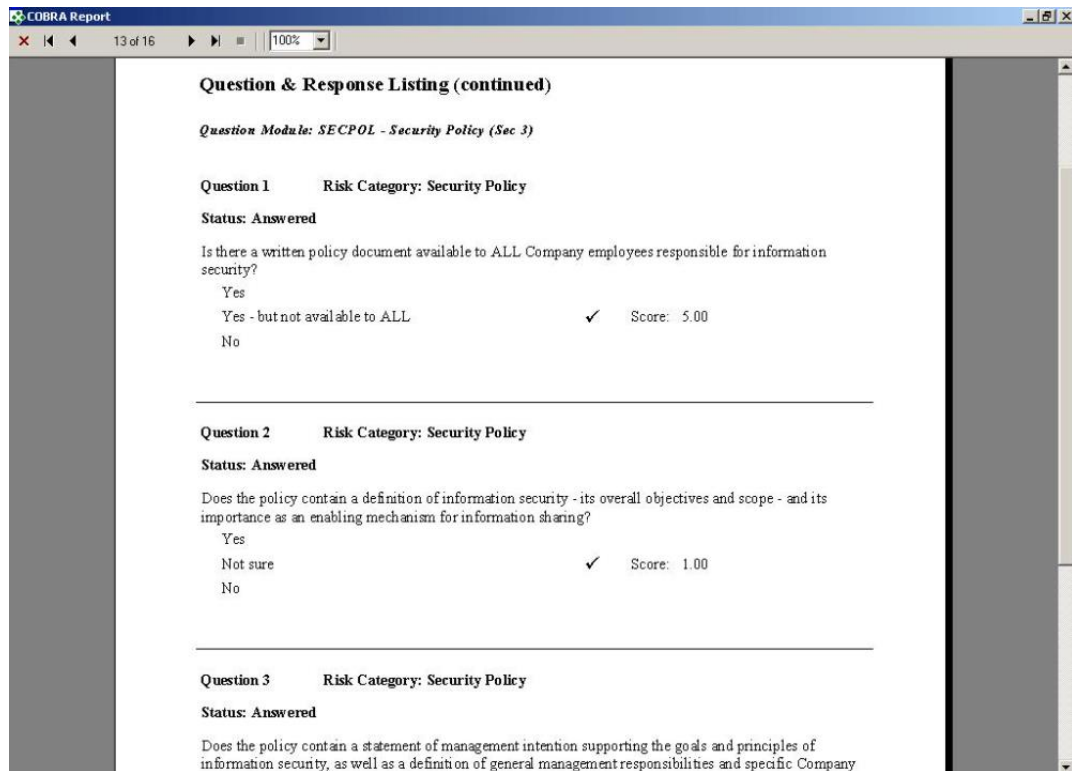 COBRA Report
13 of 16
100%
Question & Response Listing (continued)
Question Module: SECPOL - Security Policy (Sec 3)
Question 1 Risk Category: Security Policy
Status: Answered
Is there a written policy document available to ALL Company employees responsible for information
security?
Yes
Yes - but not available to ALL ✓ Score: 5.00
No
Question 2 Risk Category: Security Policy
Status: Answered
Does the policy contain a definition of information security - its overall objectives and scope - and its
importance as an enabling mechanism for information sharing?
Yes
Not sure ✓ Score: 1.00
No
Question 3 Risk Category: Security Policy
Status: Answered
Does the policy contain a statement of management intention supporting the goals and principles of
information security, as well as a definition of general management responsibilities and specific Company